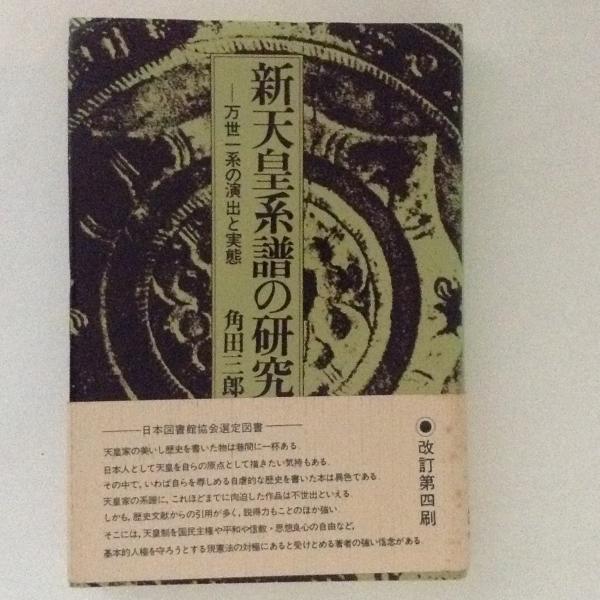 新天皇系譜の研究
―万世一系の演出と実態
角田三郎
●改訂第四刷
―日本図書館協会選定図書―
天皇家の美いし歴史を書いた物は巷間に一杯ある.
日本人として天皇を自らの原点として描きたい気持もある.
その中で,いわば自らを辱しめる自虐的な歴史を書いた本は異色である.
天皇家の系譜に,これほどまでに肉迫した作品は不世出といえる.
しかも,歴史文献からの引用が多く,説得力もことのほか強い.
そこには,天皇制を国民主権や平和や信教・思想良心の自由など,
基本的人権を守ろうとする現憲法の対極にあると受けとめる著者の強い信念がある.